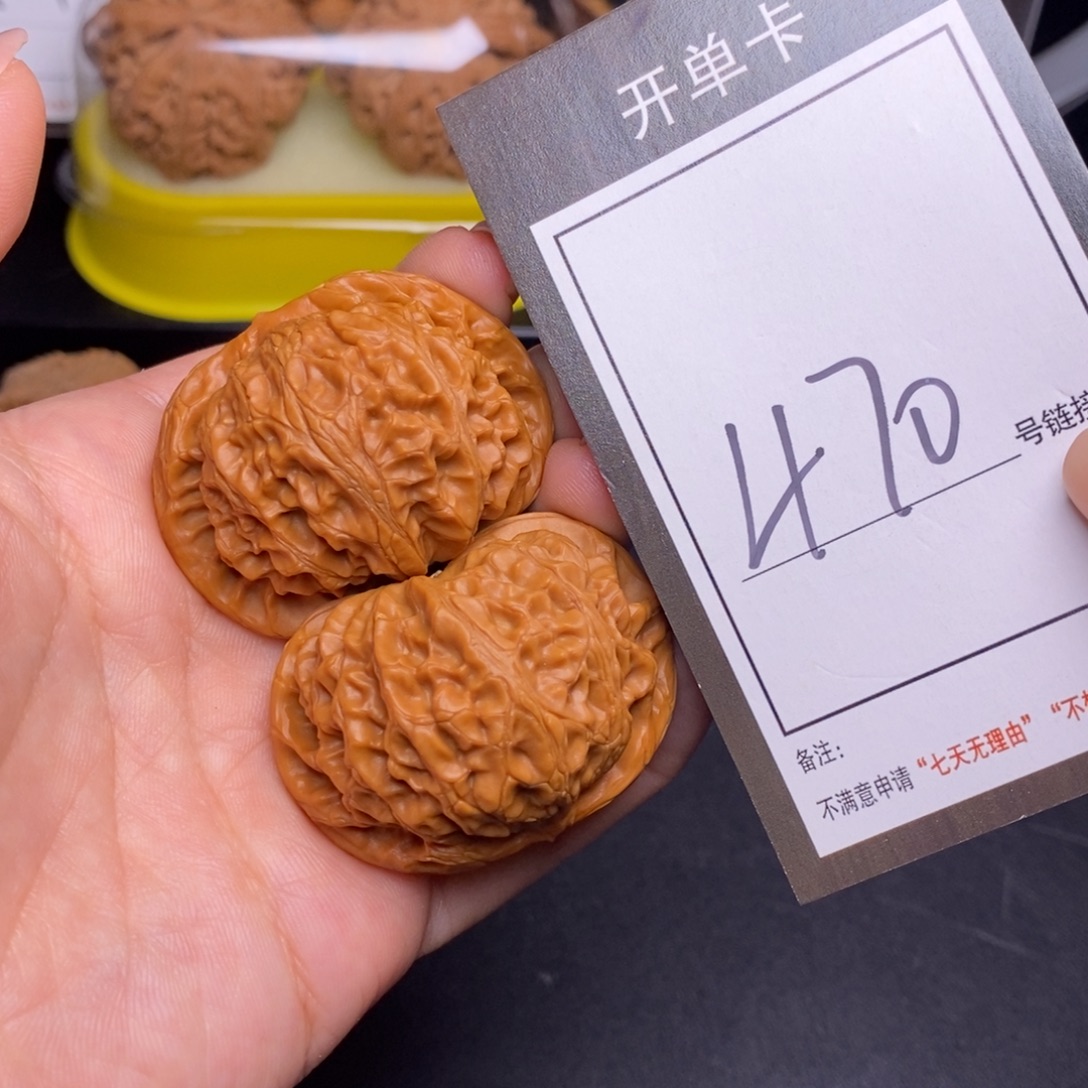 开单卡
470 号链接
备注：
不满意申请“七天无理由” “不